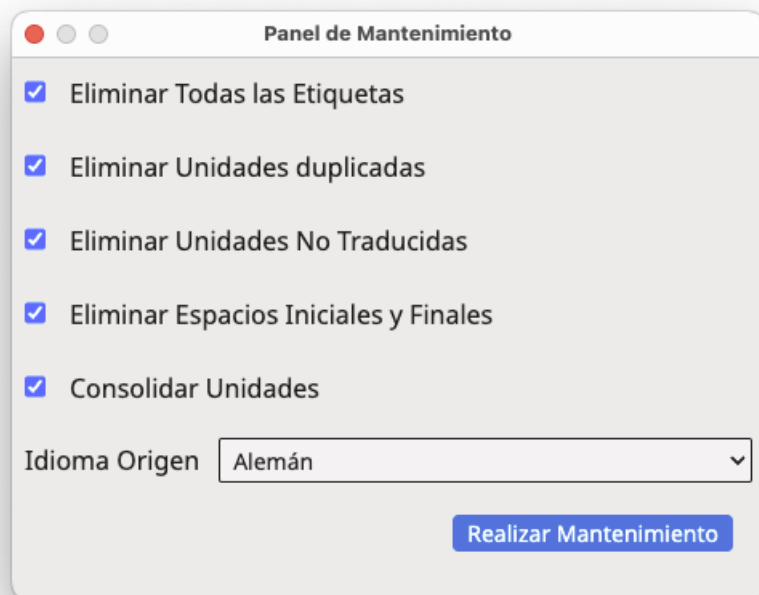 Panel de Mantenimiento
Eliminar Todas las Etiquetas
Eliminar Unidades duplicadas
Eliminar Unidades No Traducidas
Eliminar Espacios Iniciales y Finales
Consolidar Unidades
Idioma Origen Alemán
Realizar Mantenimiento